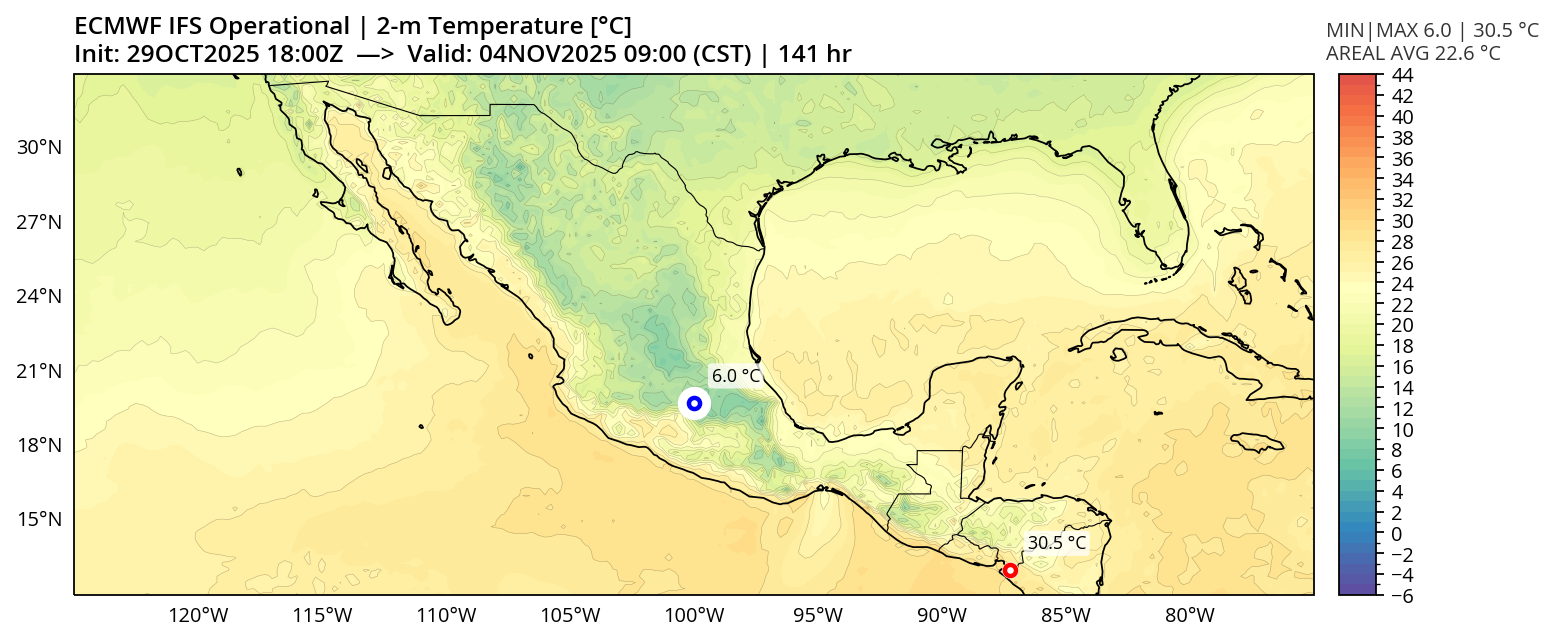 ECMWF IFS Operational | 2-m Temperature [°C]
Init: 29OCT2025 18:00Z —> Valid: 04NOV2025 09:00 (CST) | 141 hr
MIN|MAX 6.0 | 30.5 °C
AREAL AVG 22.6 °C
44
42
40
38
36
34
32
30
28
26
24
22
20
18
16
14
12
10
8
6
4
2
0
−2
−4
−6
30°N
27°N
24°N
21°N
18°N
15°N
6.0 °C
30.5 °C
120°W 115°W 110°W 105°W 100°W 95°W 90°W 85°W 80°W